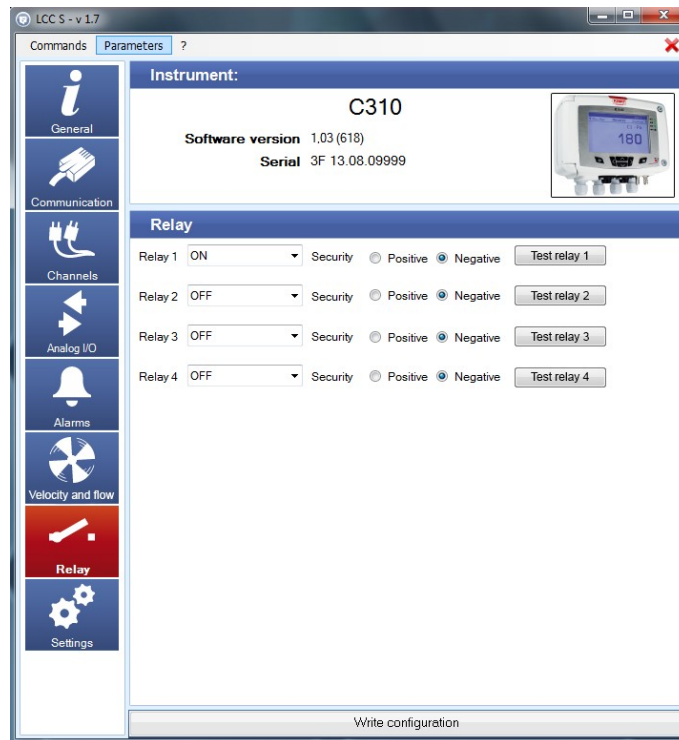 LCC S - v 1.7
Commands Parameters ?
General
Communication
Channels
Analog I/O
Alarms
Velocity and flow
Relay
Settings
Instrument:
C310
Software version 1,03 (618)
Serial 3F 13.08.09999
180
Relay
Relay 1 ON Security Positive Negative Test relay 1
Relay 2 OFF Security Positive Negative Test relay 2
Relay 3 OFF Security Positive Negative Test relay 3
Relay 4 OFF Security Positive Negative Test relay 4
Write configuration